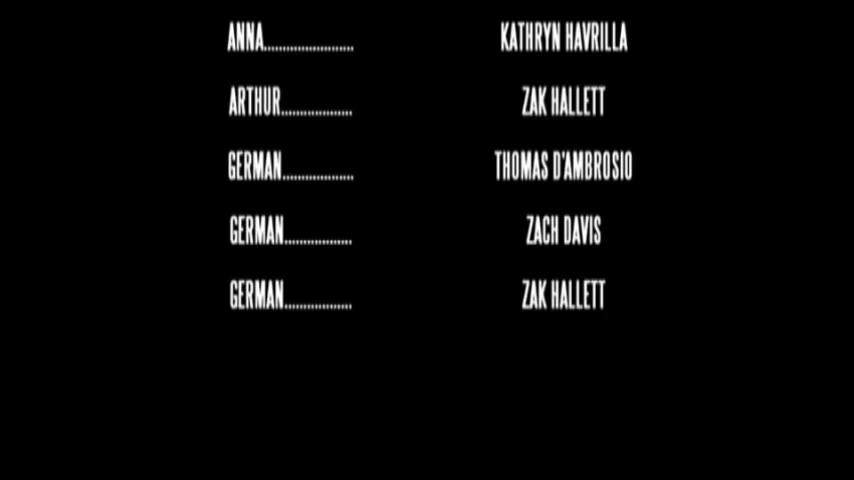 ANNA........................ KATHRYN HAVRILLA
ARTHUR................... ZAK HALLETT
GERMAN................... THOMAS D'AMBROSIO
GERMAN.................. ZACH DAVIS
GERMAN.................. ZAK HALLETT